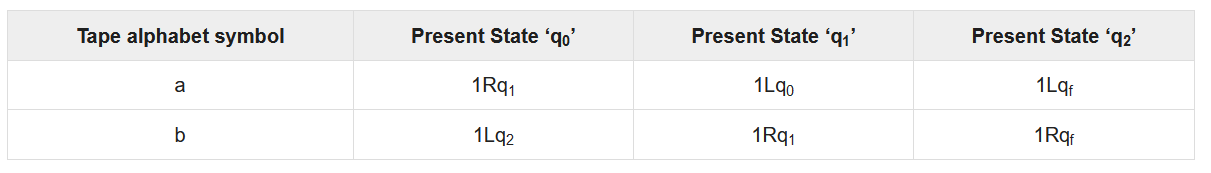 Tape alphabet symbol Present State ‘q₀’ Present State ‘q₁’ Present State ‘q₂’
a 1Rq₁ 1Lq₀ 1Lqf
b 1Lq₂ 1Rq₁ 1Rqf